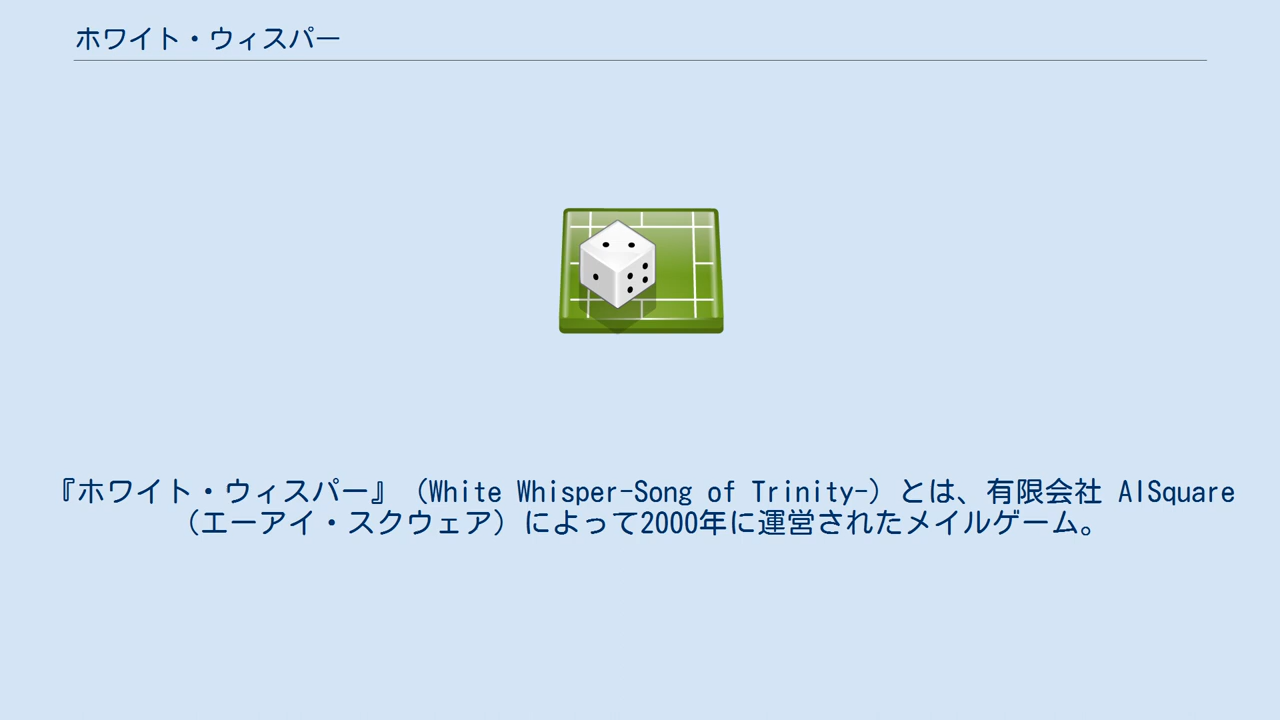 ホワイト・ウィスパー
『ホワイト・ウィスパー』（White Whisper-Song of Trinity-）とは、有限会社 AISquare
（エーアイ・スクウェア）によって2000年に運営されたメイルゲーム。